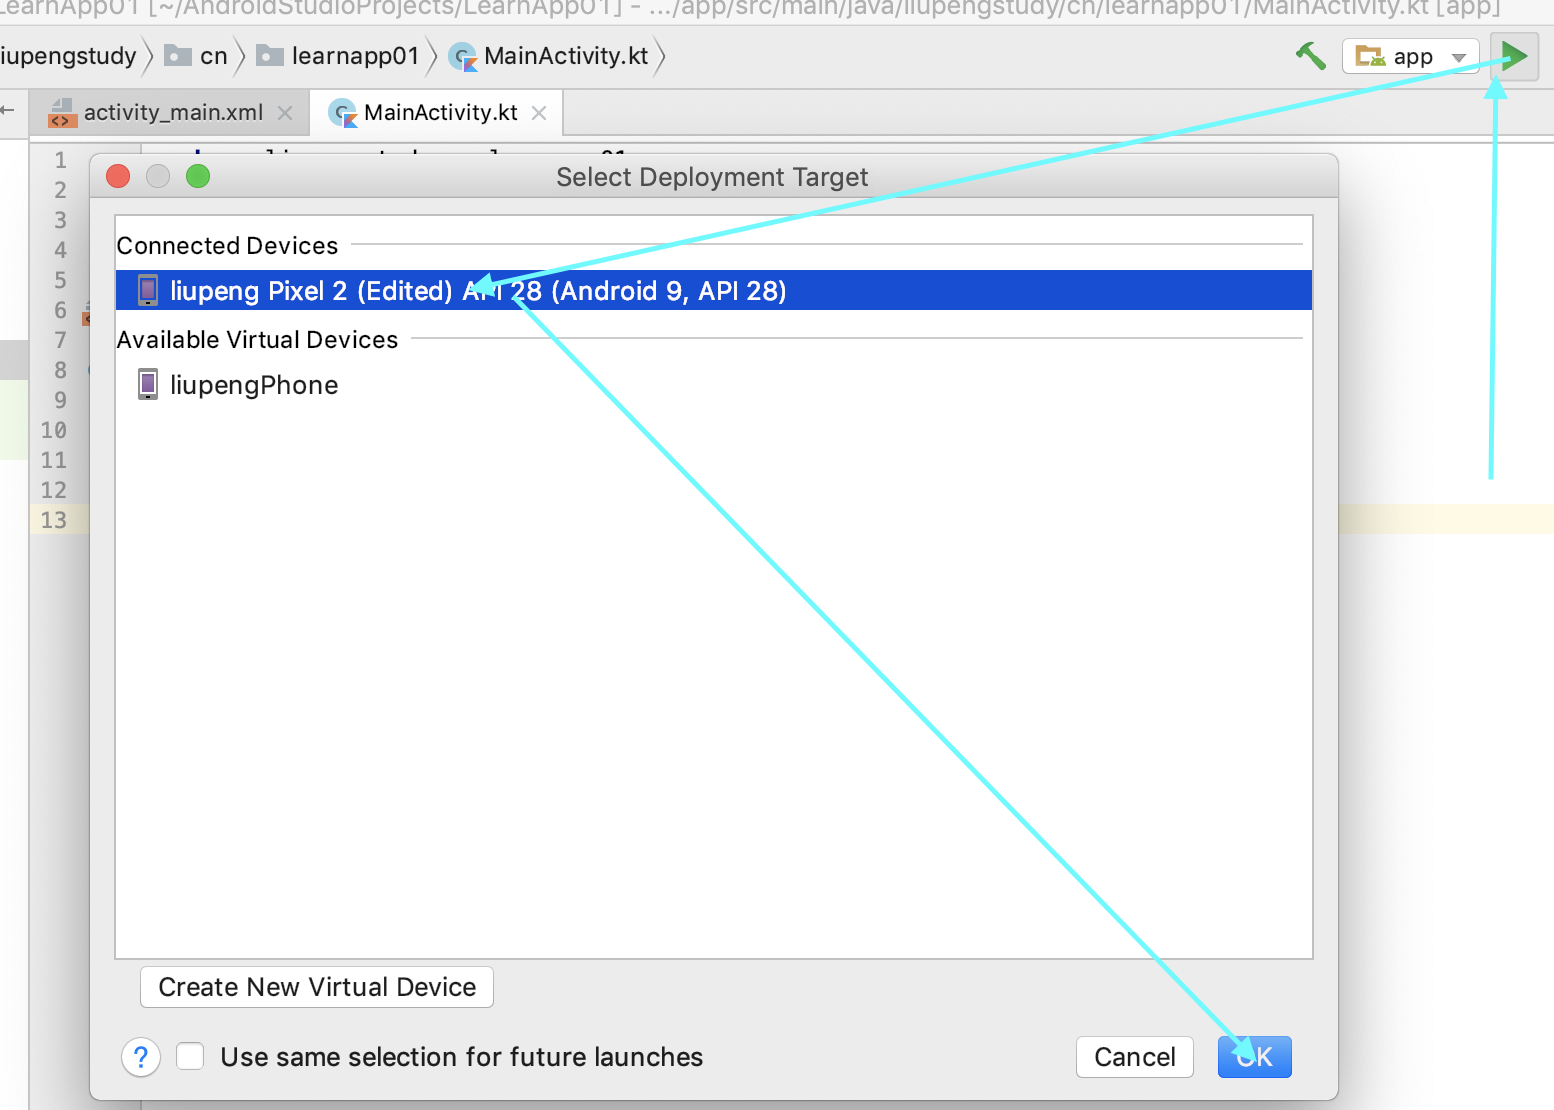 LearnApp01 [~/AndroidStudioProjects/LearnApp01] - .../app/src/main/java/liupengstudy/cn/learnapp01/MainActivity.kt [app]
iupengstudy cn learnapp01 MainActivity.kt app
activity_main.xml MainActivity.kt
1
Select Deployment Target
2
3
Connected Devices
4
5
liupeng Pixel 2 (Edited) API 28 (Android 9, API 28)
6
Available Virtual Devices
7
8
liupengPhone
9
10
11
12
13
Create New Virtual Device
? Use same selection for future launches Cancel OK